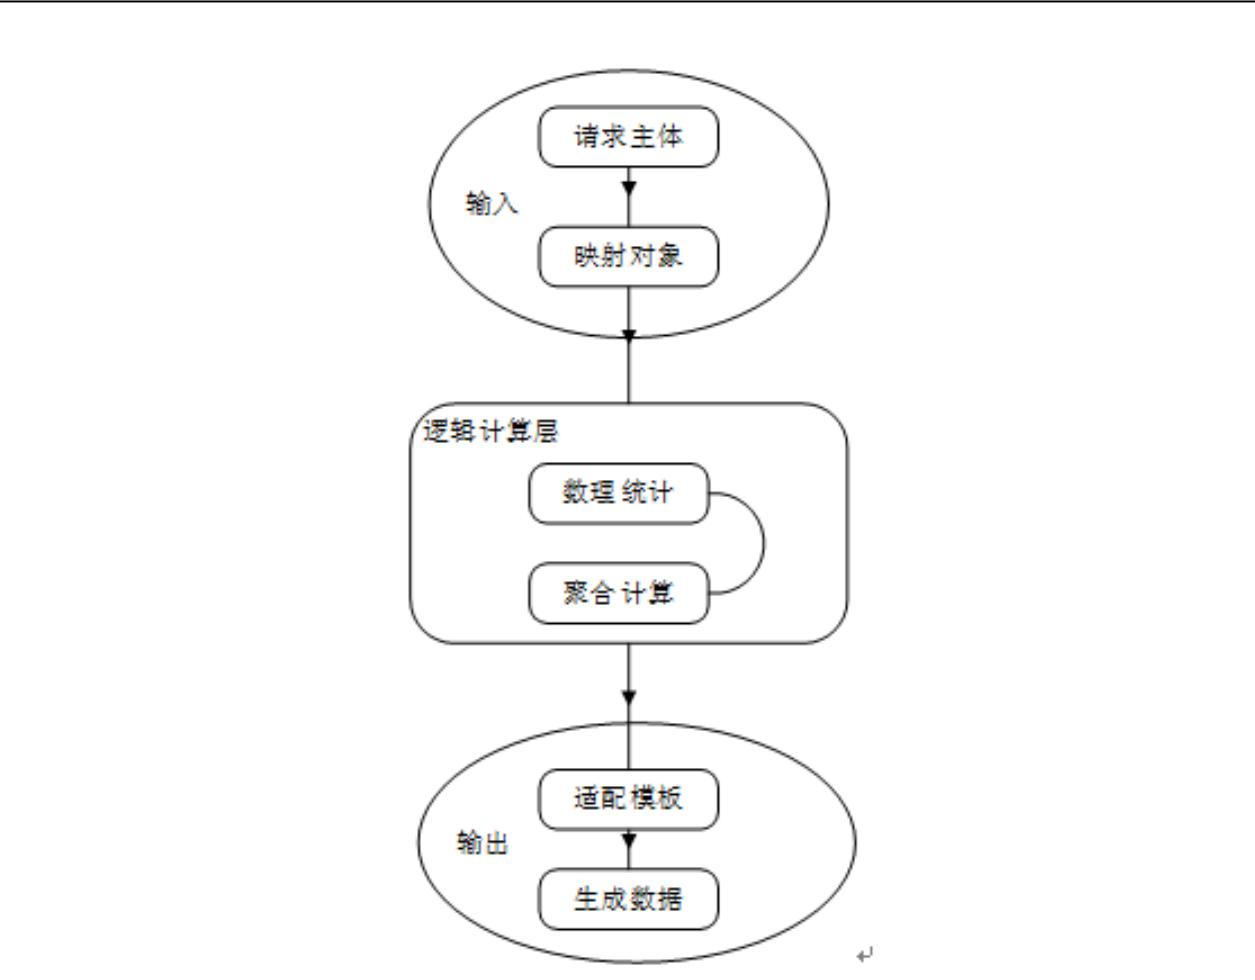 请求主体
输入
映射对象
逻辑计算层
数理统计
聚合计算
适配模板
输出
生成数据